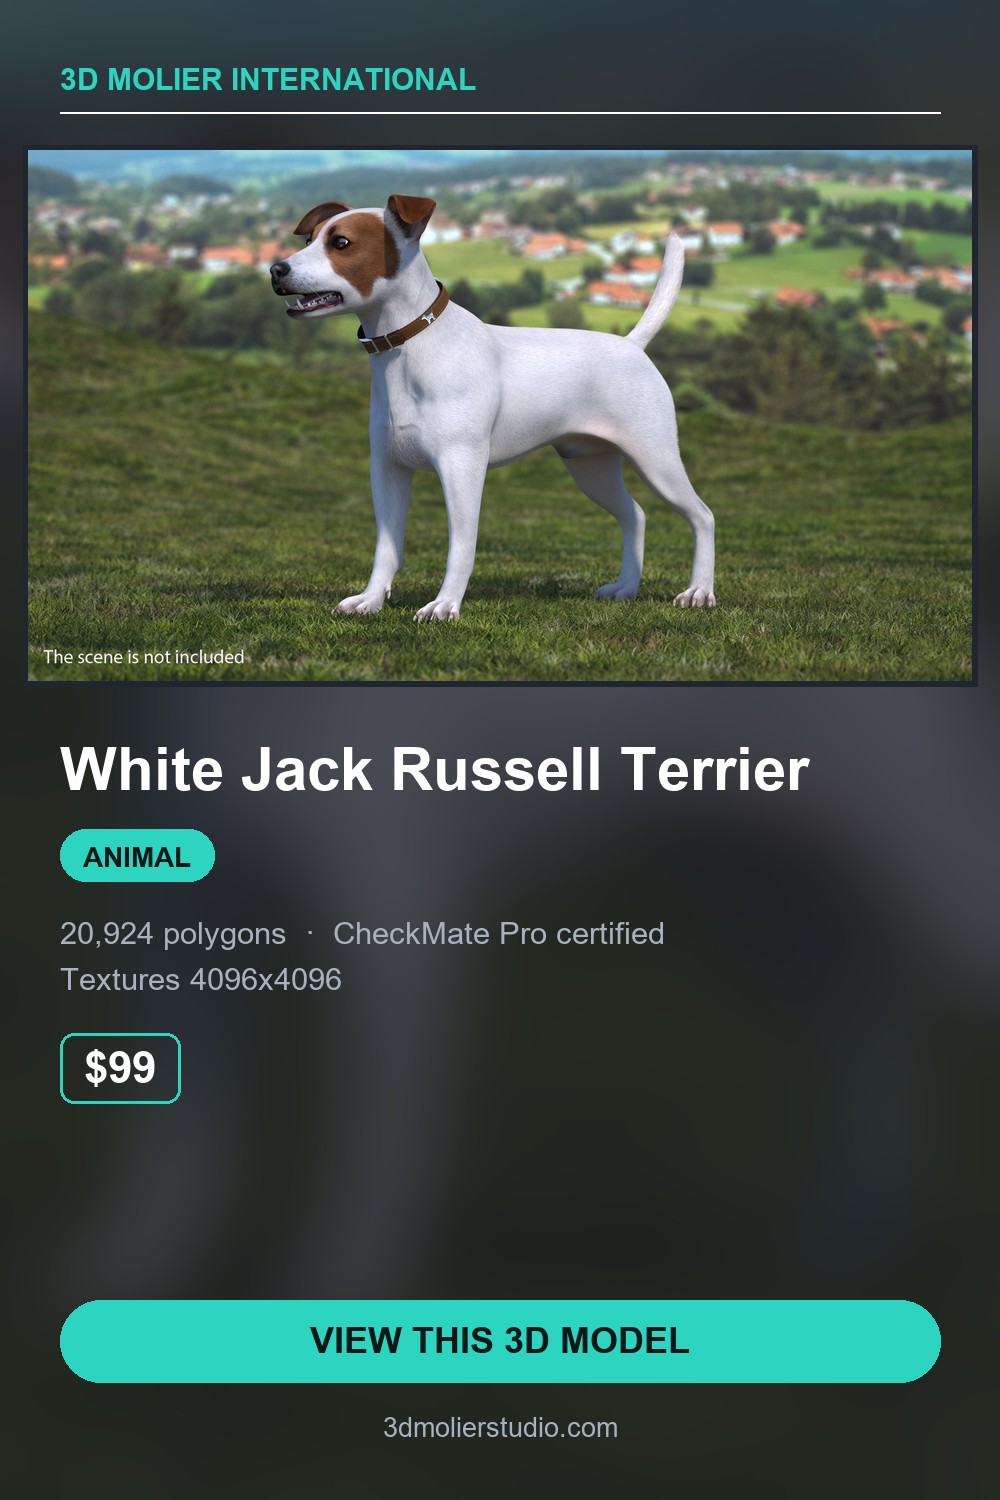 3D MOLIER INTERNATIONAL
The scene is not included
White Jack Russell Terrier
ANIMAL
20,924 polygons · CheckMate Pro certified
Textures 4096x4096
$99
VIEW THIS 3D MODEL
3dmolierstudio.com